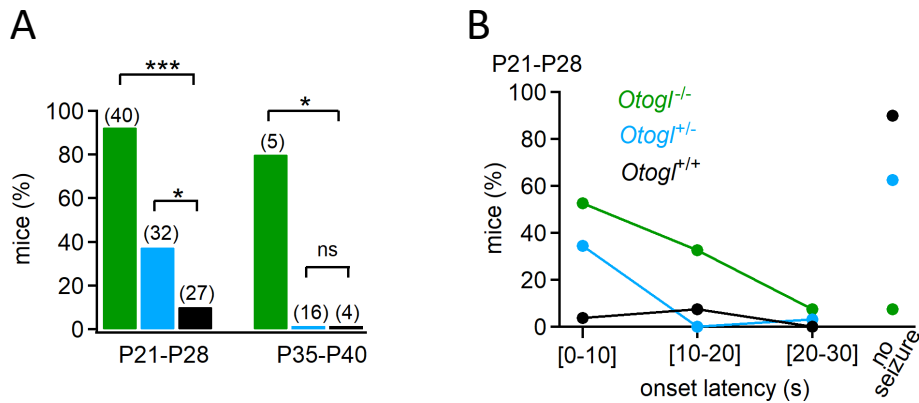 A
***
*
100
(40)
(5)
80
60
*
mice (%)
40
(32)
ns
20
(27)
(16) (4)
0
P21-P28
P35-P40
B
P21-P28
100
Otogl-/-
80
Otogl+/-
60
Otogl+/+
mice (%)
40
20
0
[0-10]
[10-20]
[20-30]
no
seizure
onset latency (s)